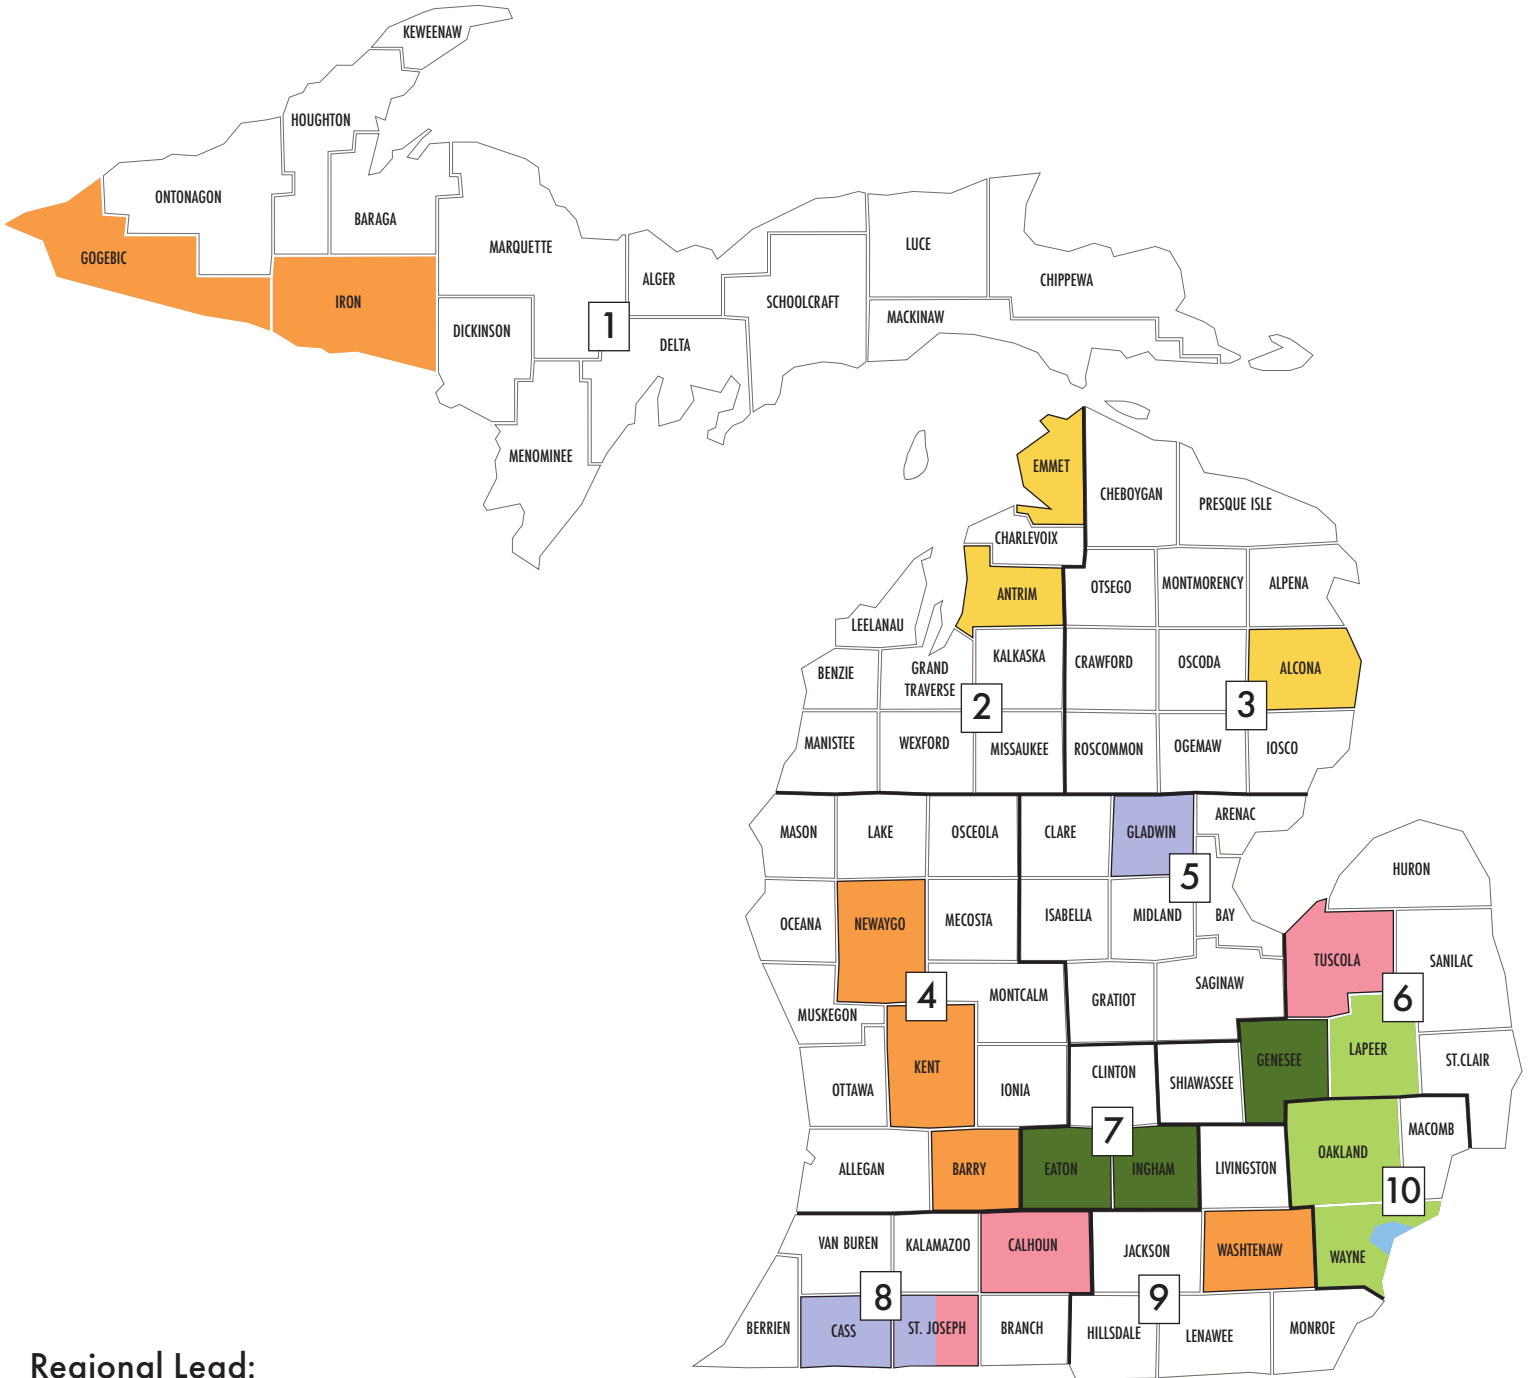 KEWEENAW
HOUGHTON
ONTONAGON
BARAGA
MARQUETTE
LUCE
GOGEBIC
ALGER
CHIPPEWA
IRON
SCHOOLCRAFT
MACKINAW
1
DICKINSON
DELTA
MENOMINEE
EMMET
CHEBOYGAN
PRESQUE ISLE
CHARLEVOIX
ANTRIM
OTSEGO
MONTMORENCY
ALPENA
LEELANAU
BENZIE
GRAND
TRAVERSE
KALKASKA
CRAWFORD
OSCODA
ALCONA
2
3
MANISTEE
WEXFORD
MISSAUKEE
ROSCOMMON
OGEMAW
IOSCO
MASON
LAKE
OSCEOLA
CLARE
GLADWIN
ARENAC
HURON
5
OCEANA
NEWAYGO
MECOSTA
ISABELLA
MIDLAND
BAY
TUSCOLA
SANILAC
MUSKEGON
4
MONTCALM
GRATIOT
SAGINAW
6
OTTAWA
KENT
IONIA
CLINTON
SHIAWASSEE
GENESEE
LAPEER
ST.CLAIR
7
ALLEGAN
BARRY
EATON
INGHAM
LIVINGSTON
OAKLAND
MACOMB
10
VAN BUREN
KALAMAZOO
CALHOUN
JACKSON
WASHTENAW
WAYNE
8
9
BERRIEN
CASS
ST. JOSEPH
BRANCH
HILLSDALE
LENAWEE
MONROE
Regional Lead: